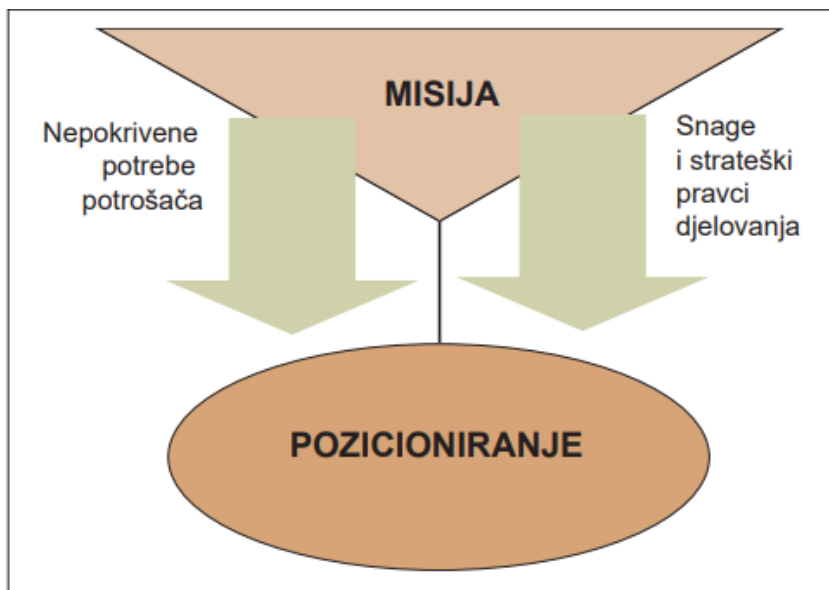 MISIJA
Nepokrivene
potrebe
potrošača
Snage
i strateški
pravci
djelovanja
POZICIONIRANJE